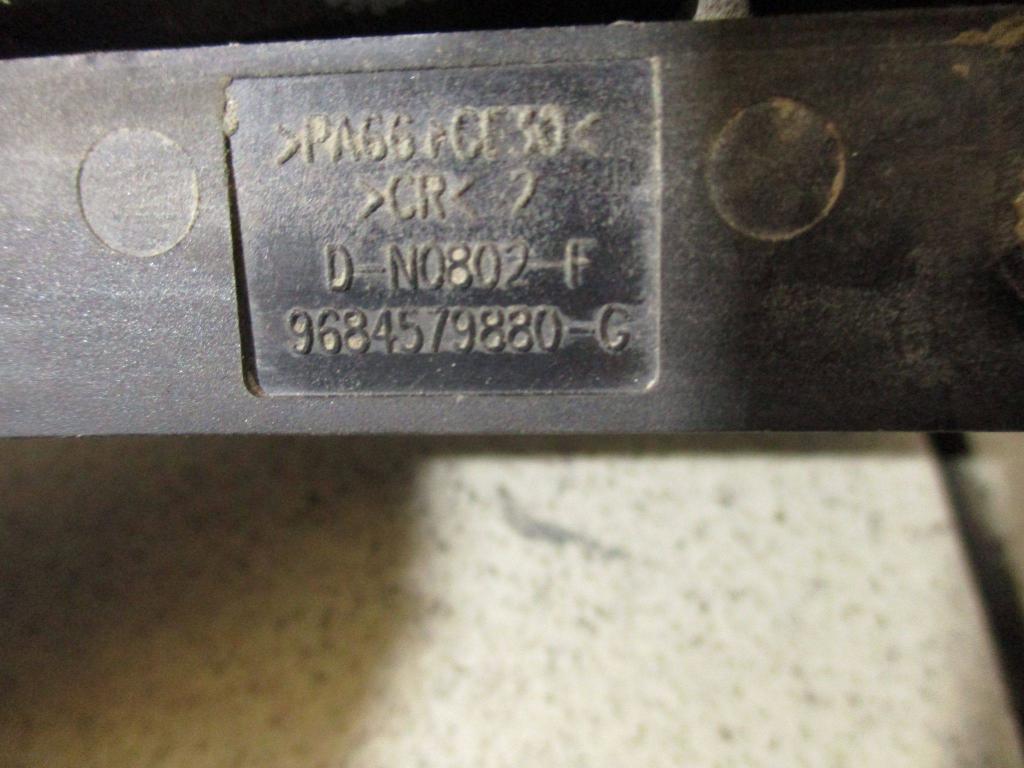 >PA66+GF30<
>CR< 2
D-N0802-F
9684579880-G